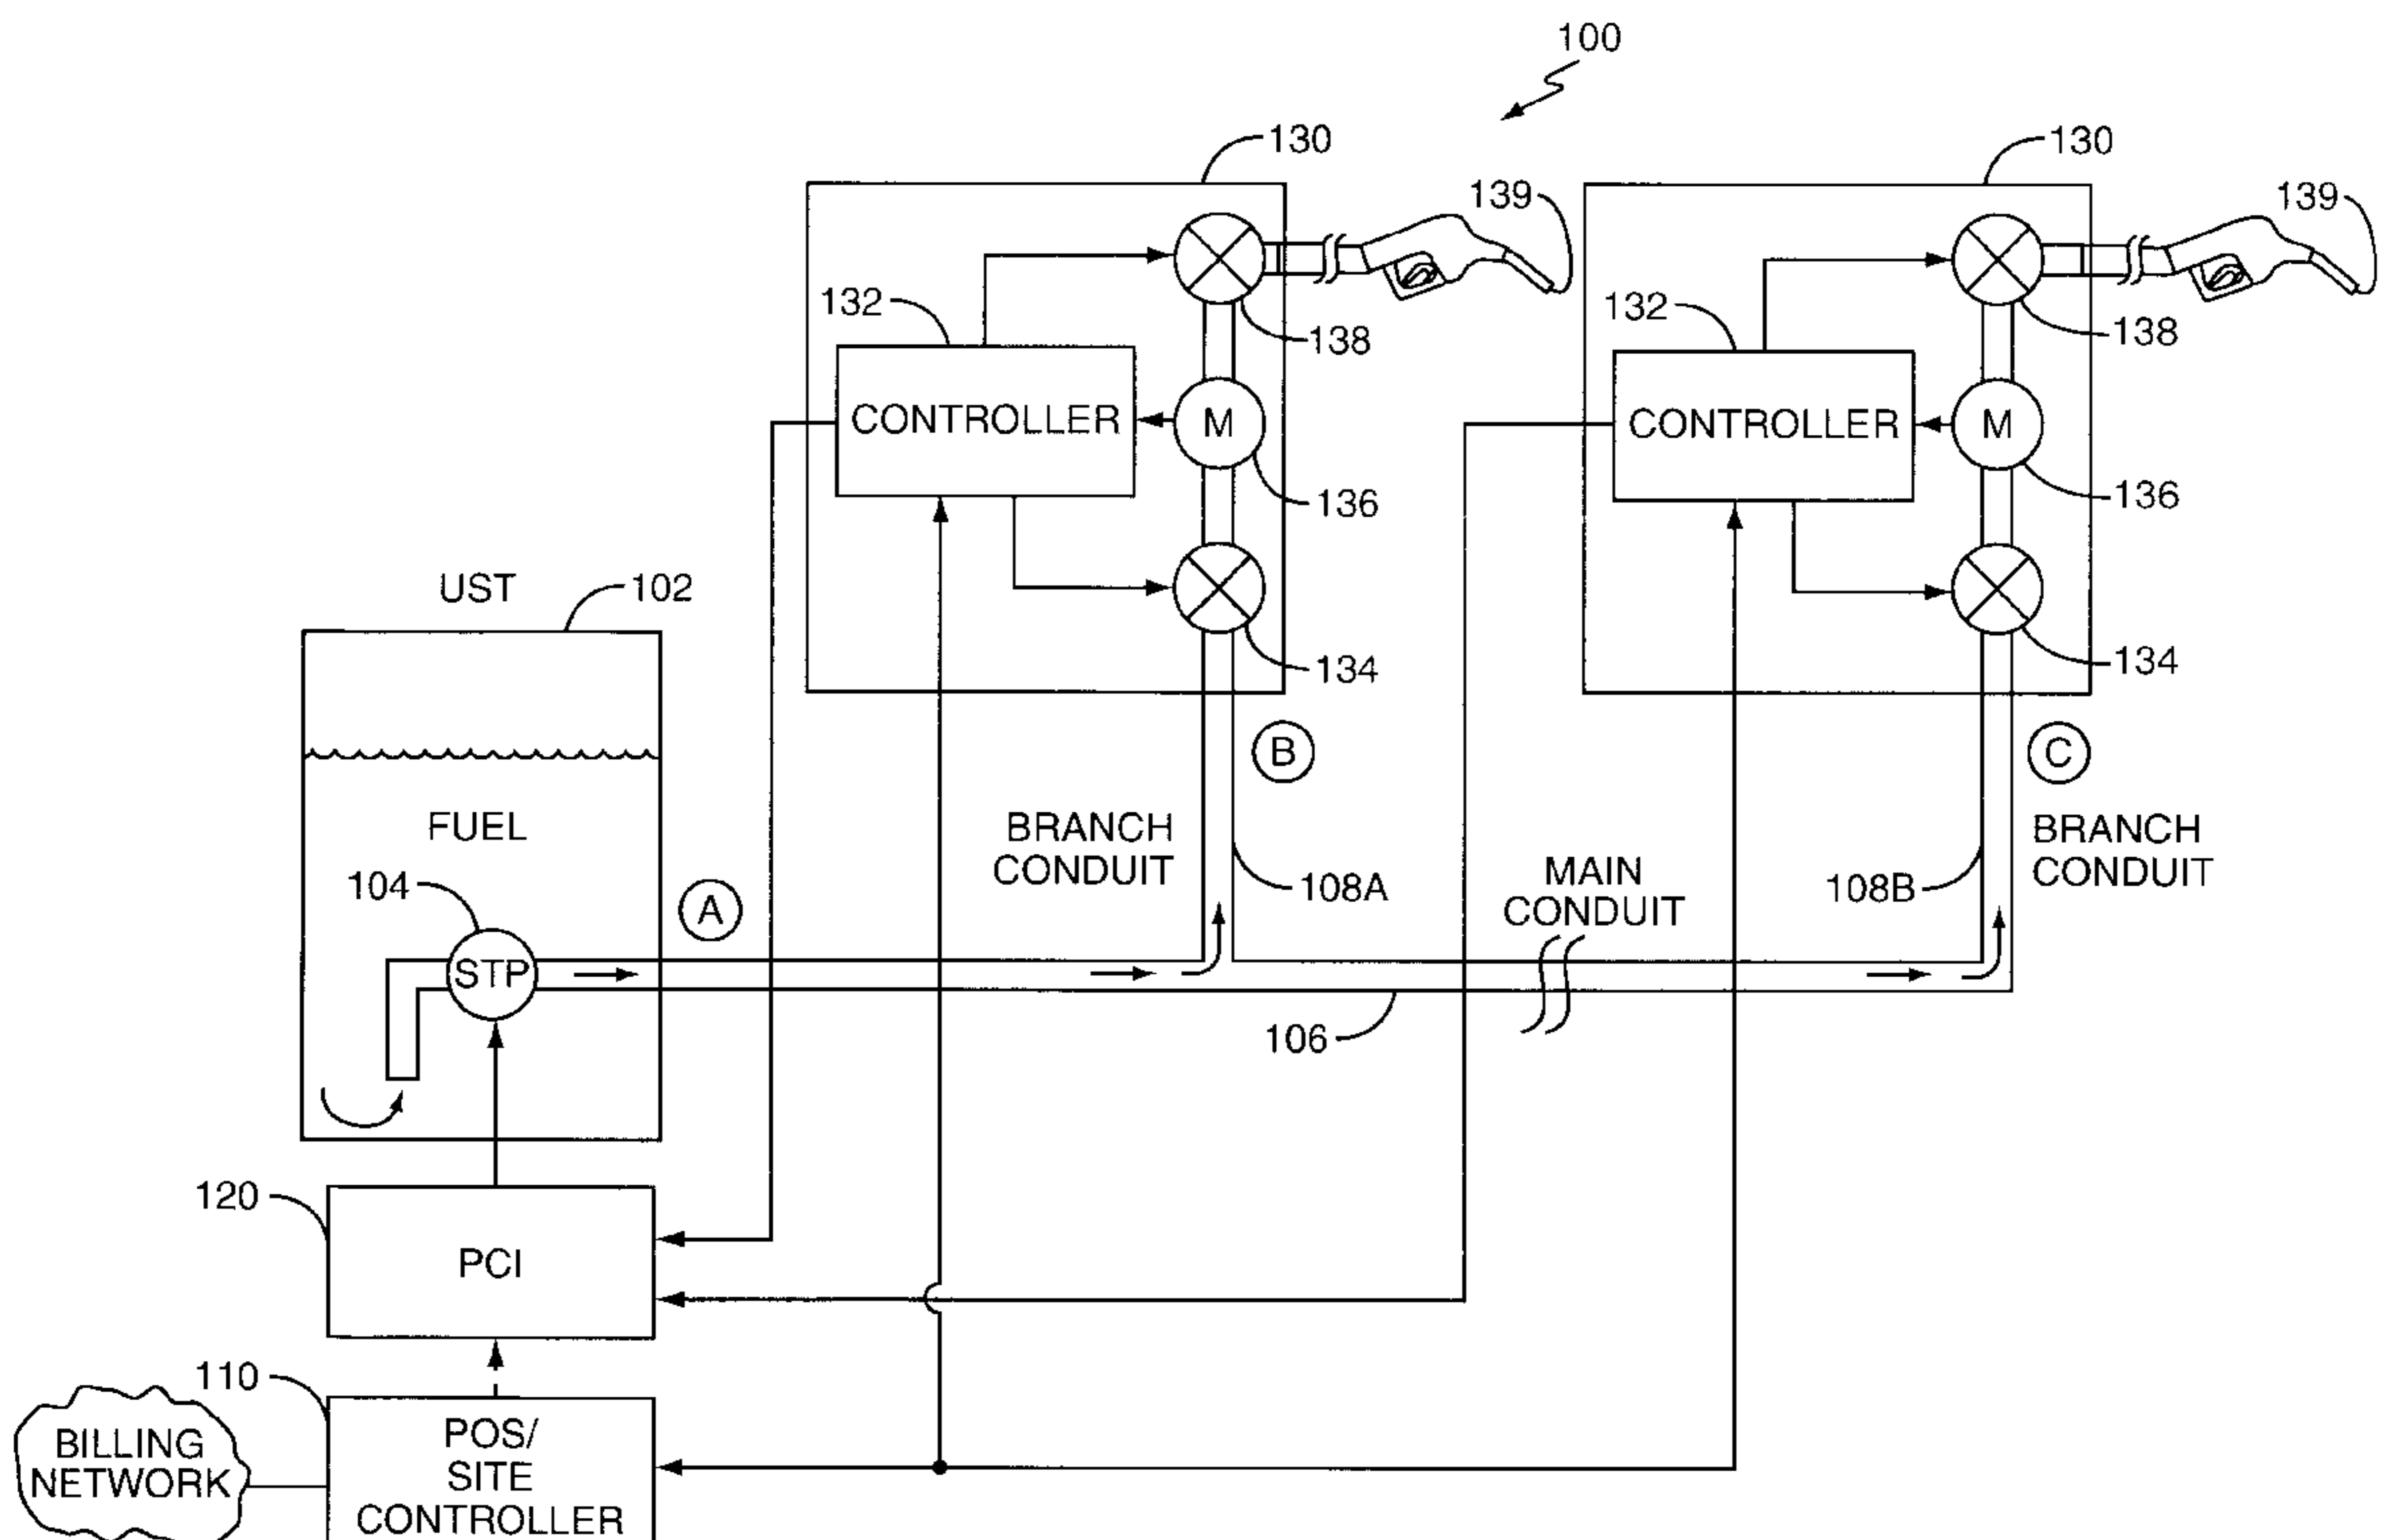 100
130
130
139
139
132
138
132
138
CONTROLLER
M
CONTROLLER
M
136
136
UST
102
134
134
B
C
FUEL
BRANCH
CONDUIT
BRANCH
CONDUIT
104
A
108A
MAIN
CONDUIT
108B
STP
106
120
PCI
110
BILLING
NETWORK
POS/
SITE
CONTROLLER